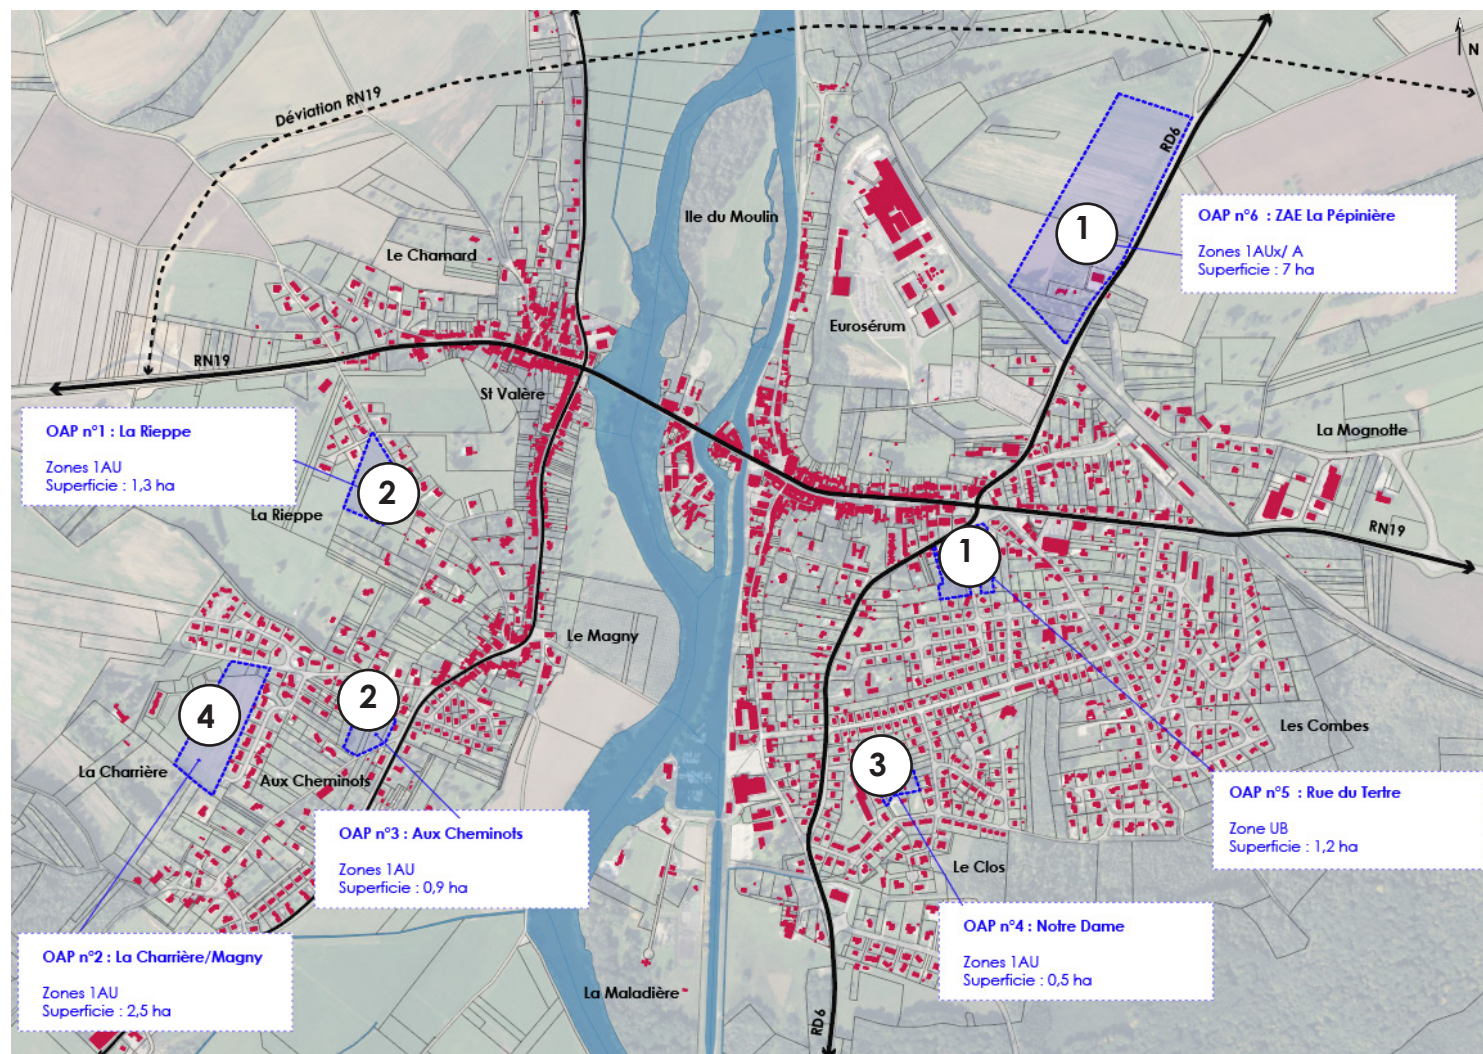 N
Déviation RN19
RD6
Ile du Moulin
1
OAP n°6 : ZAE La Pépinière
Zones 1AUx/ A
Superficie : 7 ha
Le Chamard
Eurosérum
RN19
St Valère
OAP n°1 : La Rieppe
Zones 1AU
Superficie : 1,3 ha
2
La Rieppe
La Mognotte
RN19
1
Le Magny
4
2
La Charrière
Aux Cheminots
3
Les Combes
OAP n°5 : Rue du Tertre
Zone UB
Superficie : 1,2 ha
OAP n°3 : Aux Cheminots
Zones 1AU
Superficie : 0,9 ha
Le Clos
OAP n°4 : Notre Dame
Zones 1AU
Superficie : 0,5 ha
OAP n°2 : La Charrière/Magny
Zones 1AU
Superficie : 2,5 ha
La Maladière
RD6